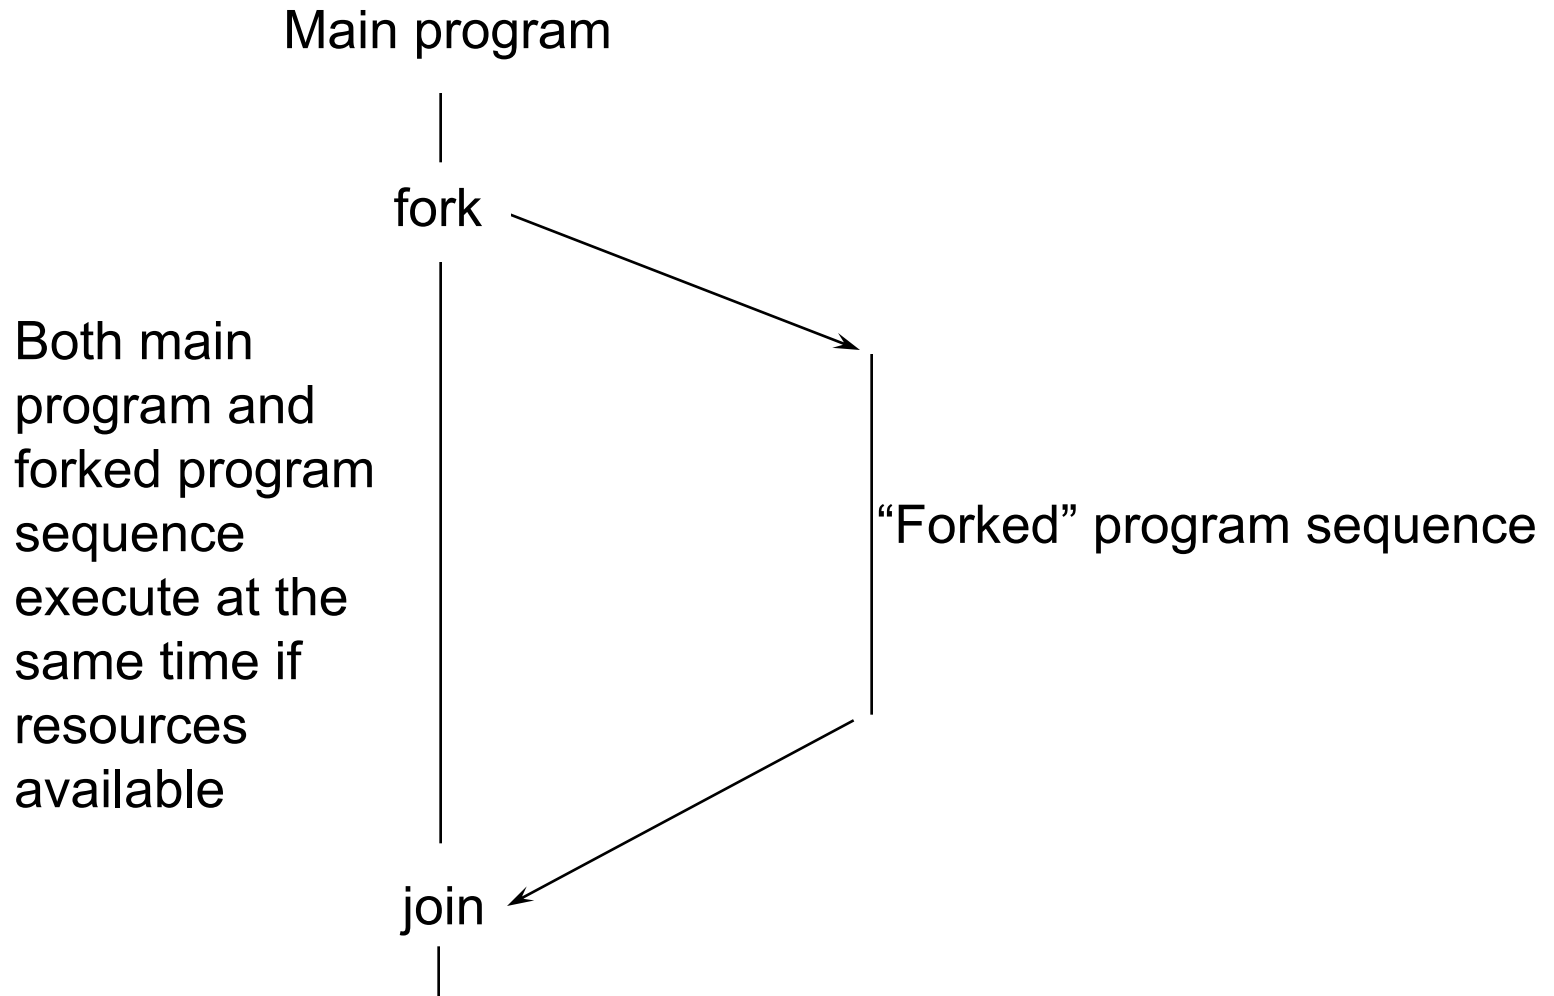 Main program
fork
Both main
program and
forked program
sequence
execute at the
same time if
resources
available
“Forked” program sequence
join